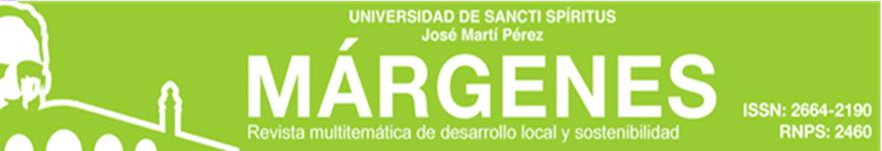 UNIVERSIDAD DE SANCTI SPÍRITUS
José Martí Pérez
MÁRGENES
Revista multitemática de desarrollo local y sostenibilidad
ISSN: 2664-2190
RNPS: 2460